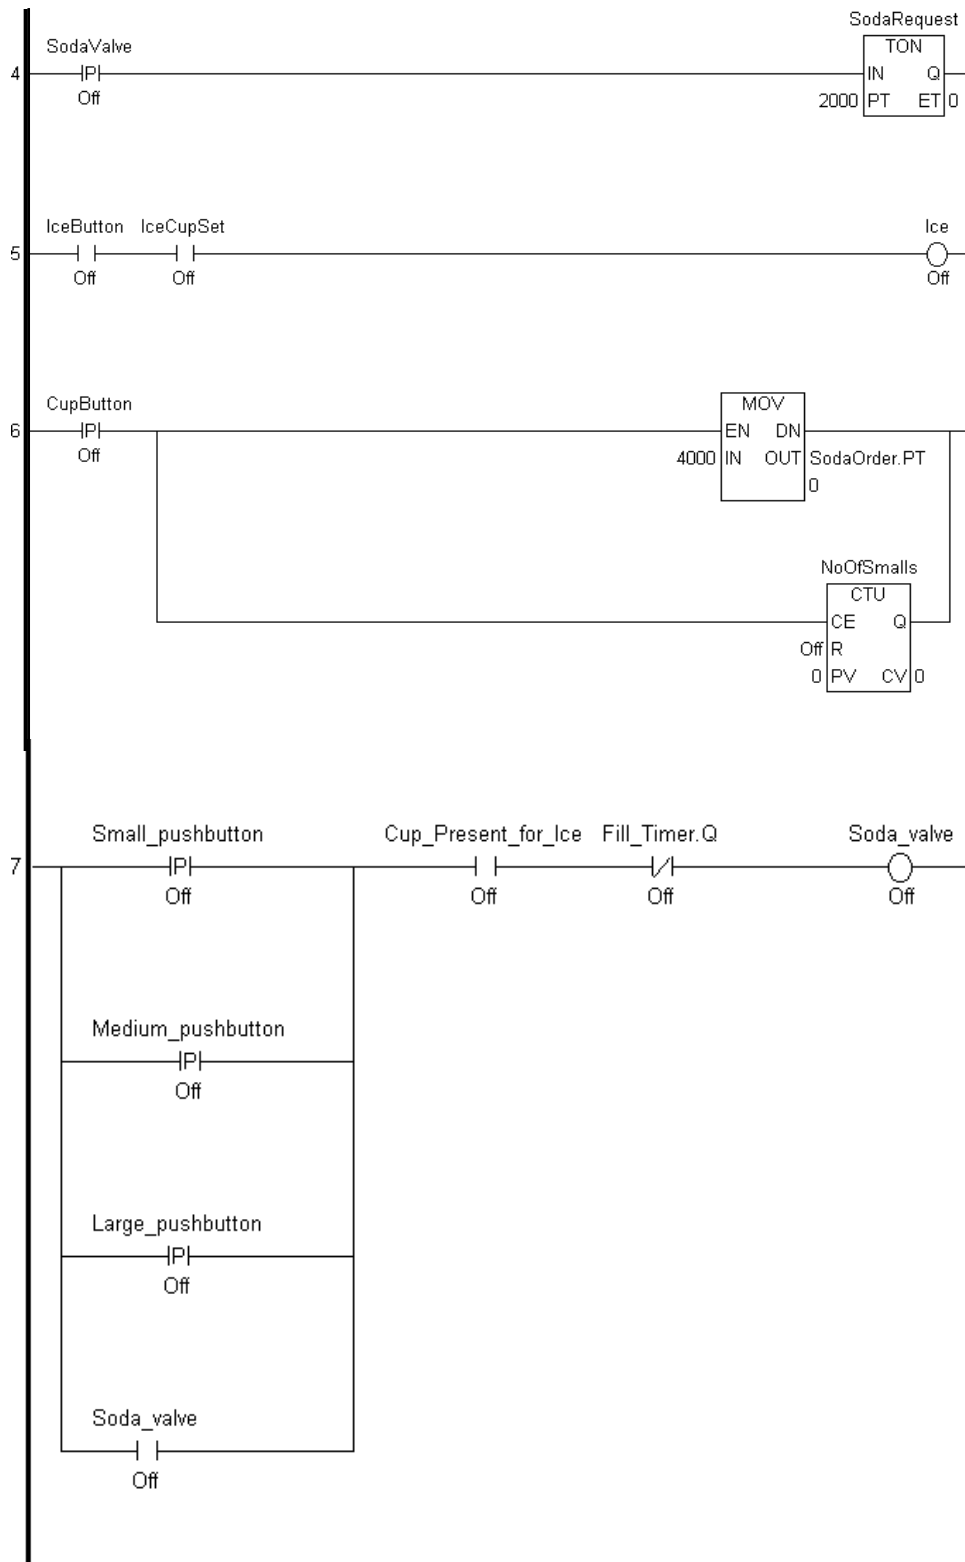 SodaRequest
SodaValve TON
4 P IN Q
Off 2000 PT ET 0
IceButton IceCupSet Ice
5
Off Off Off
CupButton MOV
6 P EN DN
Off 4000 IN OUT SodaOrder.PT
0
NoOfSmalls
CTU
CE Q
Off R
0 PV CV 0
Small_pushbutton Cup_Present_for_Ice Fill_Timer.Q Soda_valve
7 P
Off Off Off Off
Medium_pushbutton
P
Off
Large_pushbutton
P
Off
Soda_valve
Off